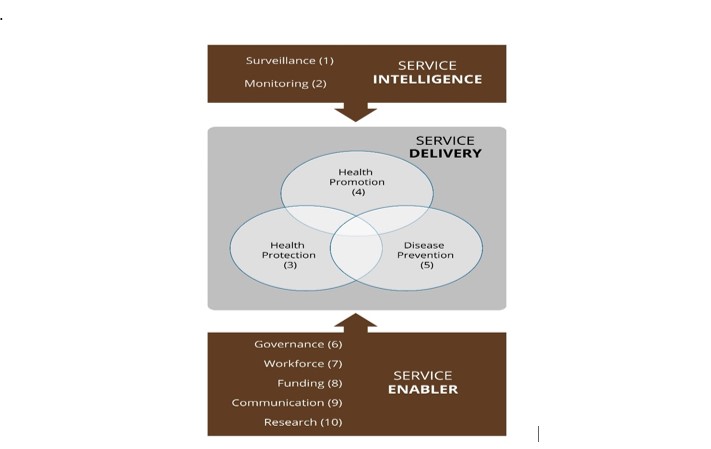 .
Surveillance (1)
Monitoring (2)
SERVICE
INTELLIGENCE
SERVICE
DELIVERY
Health
Promotion
(4)
Health
Protection
(3)
Disease
Prevention
(5)
Governance (6)
Workforce (7)
Funding (8)
Communication (9)
Research (10)
SERVICE
ENABLER